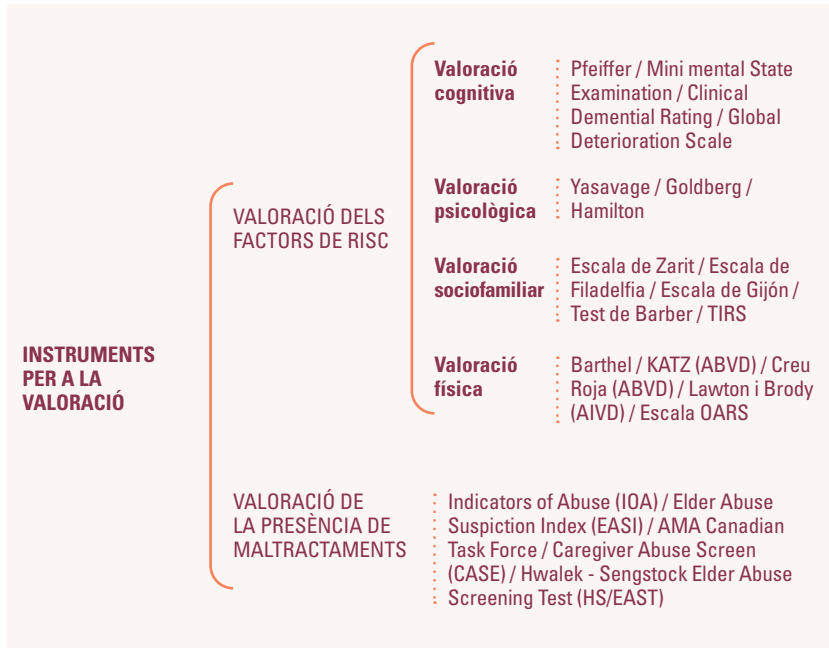 INSTRUMENTS
PER A LA
VALORACIÓ
VALORACIÓ DELS
FACTORS DE RISC
Valoració
cognitiva
Pfeiffer / Mini mental State
Examination / Clinical
Demential Rating / Global
Deterioration Scale
Valoració
psicològica
Yasavage / Goldberg /
Hamilton
Valoració
sociofamiliar
Escala de Zarit / Escala de
Filadelfia / Escala de Gijón /
Test de Barber / TIRS
Valoració
física
Barthel / KATZ (ABVD) / Creu
Roja (ABVD) / Lawton i Brody
(AIVD) / Escala OARS
VALORACIÓ DE
LA PRESÈNCIA DE
MALTRACTAMENTS
Indicators of Abuse (IOA) / Elder Abuse
Suspiction Index (EASI) / AMA Canadian
Task Force / Caregiver Abuse Screen
(CASE) / Hwalek - Sengstock Elder Abuse
Screening Test (HS/EAST)